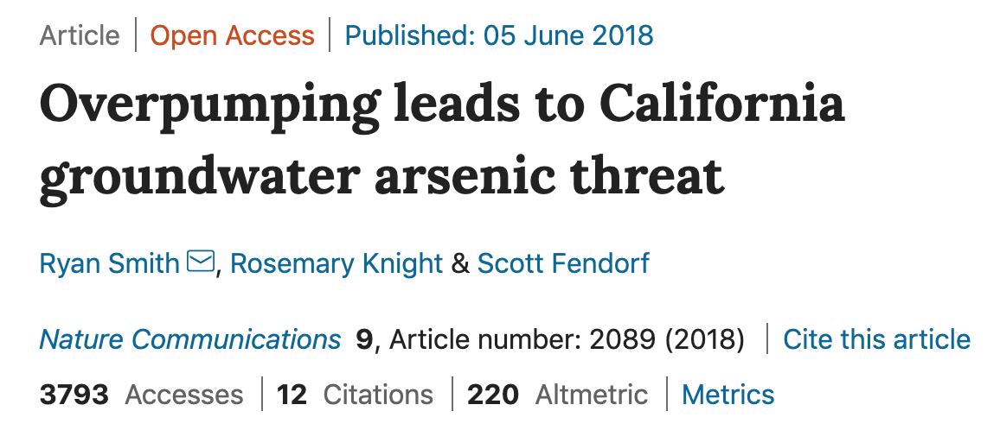 Article | Open Access | Published: 05 June 2018
Overpumping leads to California
groundwater arsenic threat
Ryan Smith, Rosemary Knight & Scott Fendorf
Nature Communications 9, Article number: 2089 (2018) | Cite this article
3793 Accesses | 12 Citations | 220 Altmetric | Metrics